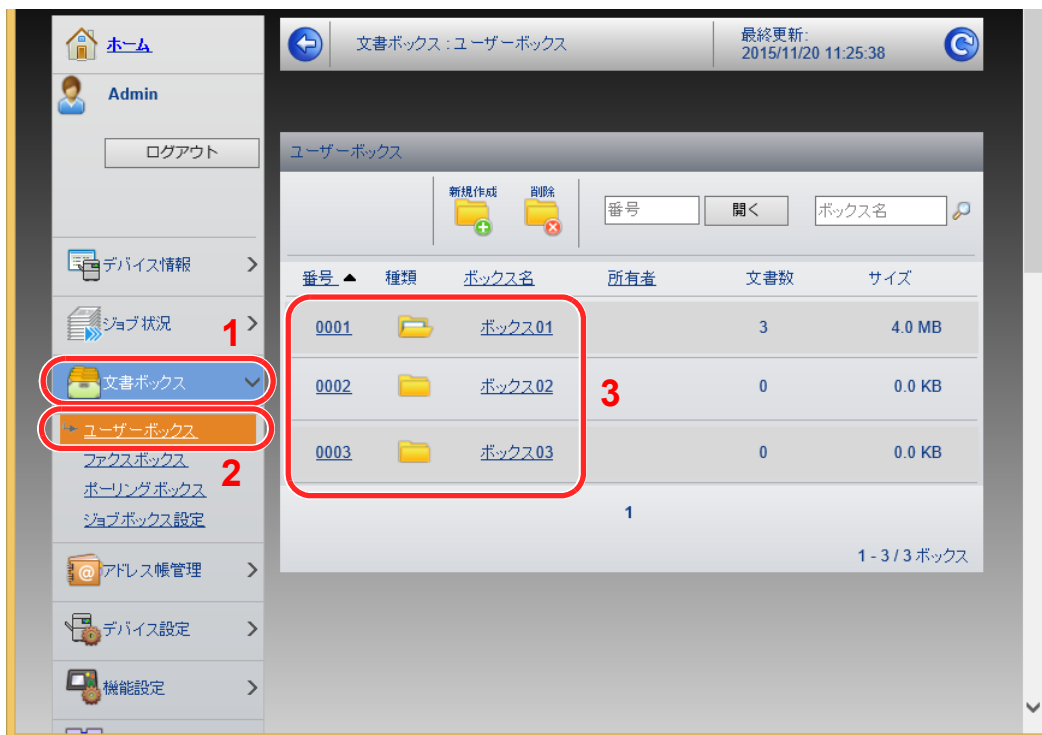 ホーム
Admin
ログアウト
デバイス情報
ジョブ状況
1
文書ボックス
ユーザーボックス
2
ファクスボックス
ポーリングボックス
ジョブボックス設定
アドレス帳管理
デバイス設定
機能設定
文書ボックス : ユーザーボックス
最終更新:
2015/11/20 11:25:38
ユーザーボックス
新規作成 削除
番号 開く ボックス名
番号 種類 ボックス名 所有者 文書数 サイズ
0001 ボックス01 3 4.0 MB
0002 ボックス02 0 0.0 KB
3
0003 ボックス03 0 0.0 KB
1
1 - 3 / 3 ボックス